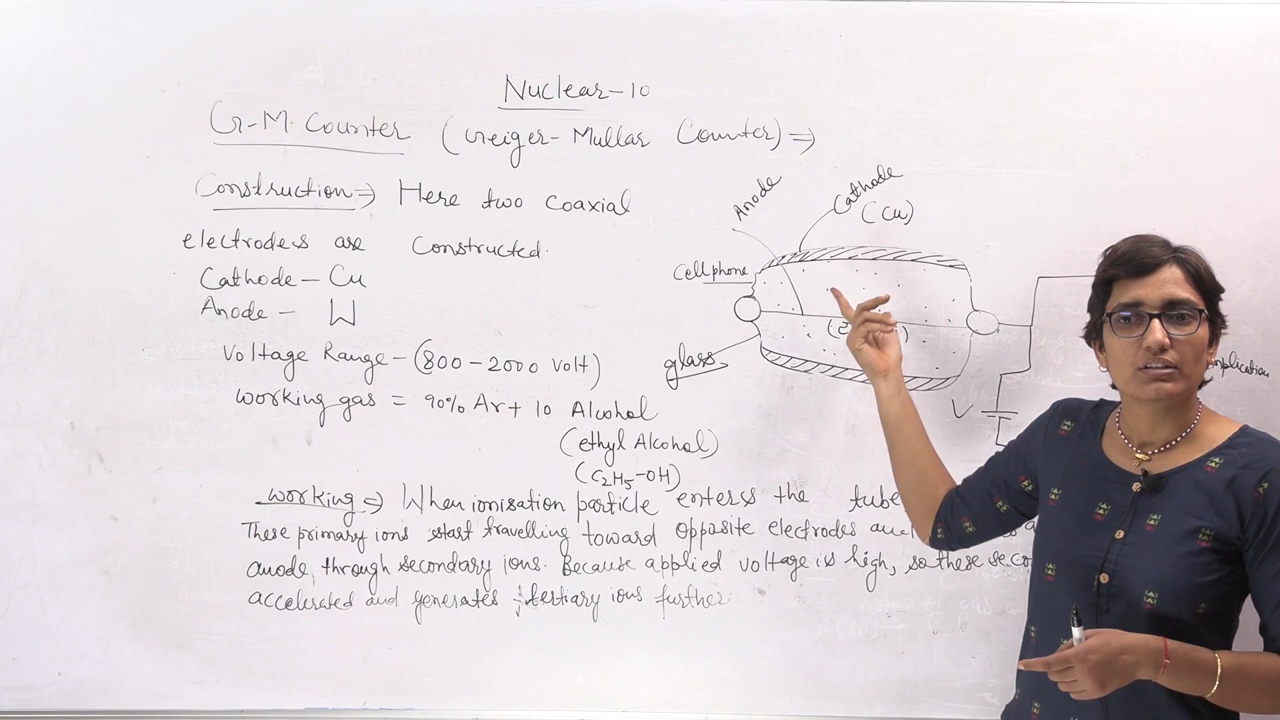 Nuclear-10
G.M. Counter (Geiger-Mullar Counter) ⇒
Construction ⇒ Here two coaxial
electrodes are constructed.
Cathode - Cu
Anode - W
Voltage Range - (800-2000 volt)
working gas = 90% Ar + 10 Alcohol
(ethyl Alcohol)
(C2H5-OH)
working ⇒ When ionisation particle enters the tube
These primary ions start travelling toward opposite electrodes
anode, through secondary ions. Because applied voltage is high, so these seco
accelerated and generates tertiary ions further.
Anode
Cathode
(Cu)
Cellphone
glass
V
mplication